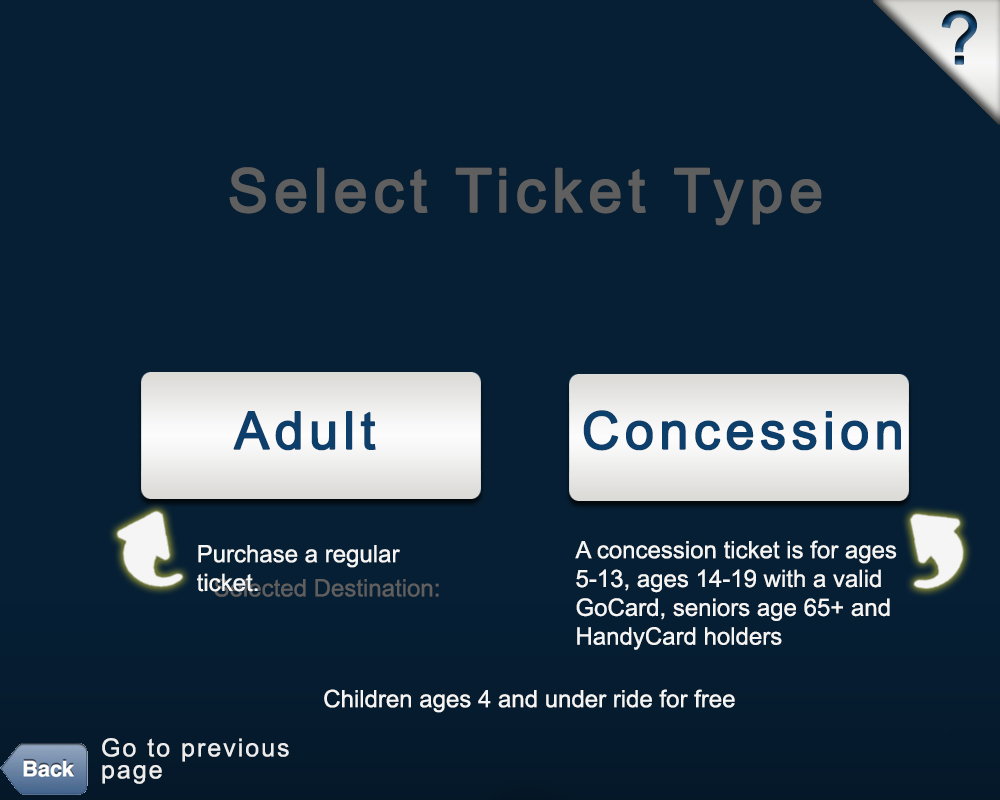 ?
Select Ticket Type
Adult
Concession
Purchase a regular
ticket.
Selected Destination:
A concession ticket is for ages
5-13, ages 14-19 with a valid
GoCard, seniors age 65+ and
HandyCard holders
Children ages 4 and under ride for free
Back
Go to previous
page